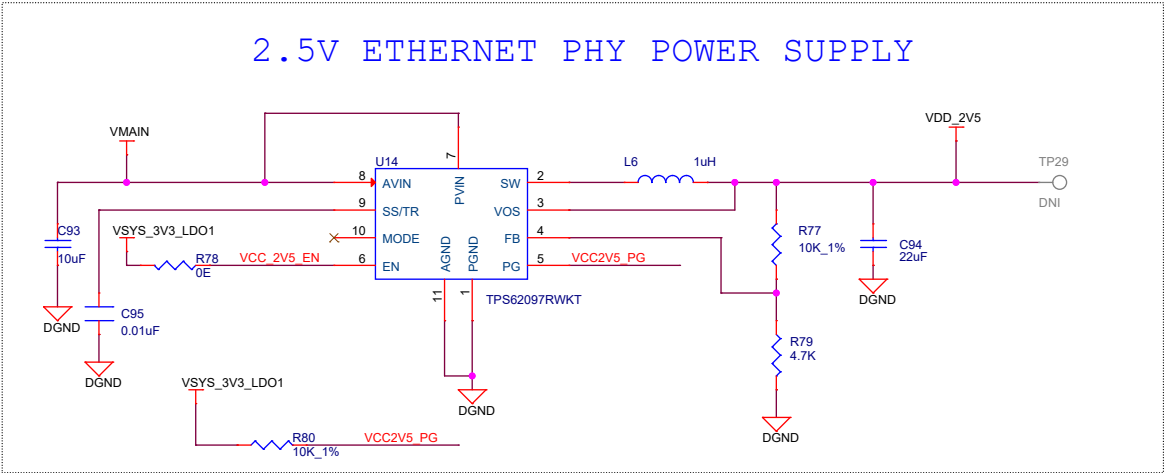 2.5V ETHERNET PHY POWER SUPPLY
VMAIN
VDD_2V5
7
U14
L6 1uH
TP29
DNI
8 AVIN PVIN SW 2
9 SS/TR VOS 3
10 MODE FB 4
6 EN AGND PGND PG 5
C93
10uF
VSYS_3V3_LDO1
R78
0E
VCC_2V5_EN
VCC2V5_PG
R77
10K_1%
C94
22uF
11 1
TPS62097RWKT
DGND
DGND
C95
0.01uF
R79
4.7K
DGND
VSYS_3V3_LDO1
DGND
R80
10K_1%
VCC2V5_PG
DGND